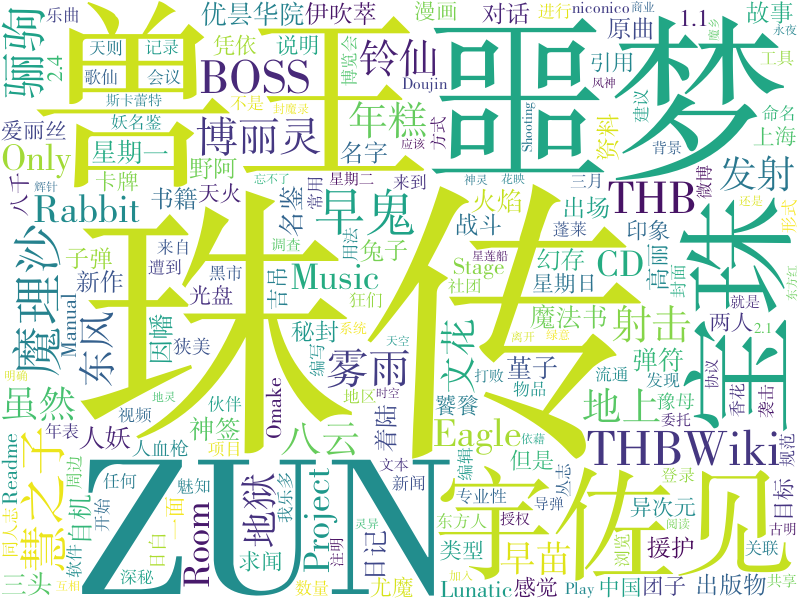 乐曲
天则
记录
优昙华院
伊吹萃
漫画
对话
进行
niconico
商业
魔乡
永夜
骊驹
2.4
歌仙
会议
凭依
说明
博览会
Doujin
原曲
1.1
故事
工具
兽王
噩梦
BOSS
铃仙
引用
风神
斯卡蕾特
不是
封魔录
妖名鉴
爱丽丝
星期一
博丽灵
年糕
方式
应该
Shooting
建议
命名
资料
上海
Only
卡牌
野阿
名字
背景
八千
辉针
书籍
天火
名鉴
常用
忘不了
星期二
来到
神灵
花映
三月
THB
微博
发射
Rabbit
早鬼
火焰
出场
形式
还是
魔理沙
来自
调查
用法
兔子
战斗
蓬莱
印象
珠传
宝珠
子弹
遭到
黑市
吉吊
Music
Stage
星莲船
幻存
CD
高丽
封面
东方红
新作
光盘
狂们
社团
星期日
就是
Manual
东风
因幡
狭美
秘封
系统
天空
离开
绿意
魔法书
射击
两人
2.1
编写
文花
堇子
弹符
流通
发现
协议
虽然
雾雨
打败
物品
地上
豫母
香花
袭击
明确
地灵
伙伴
地区
时空
饕餮
委托
年表
视频
Omake
着陆
Eagle
依藉
THBWiki
规范
人妖
神签
八云
人血枪
项目
文本
编辑
但是
登录
目标
慧之子
Readme
周边
任何
魅知
我乐多
新闻
专业性
导弹
丛志
ZUN
宇佐见
同人志
自机
开始
一面
地狱
Project
灵异
东方人
授权
异次元
浏览
阅读
古明
软件
日白
Room
求闻
注明
日记
类型
早苗
援护
关联
三头
互相
深秘
数量
尤魔
加入
Lunatic
感觉
Play
中国
团子
出版物
共享